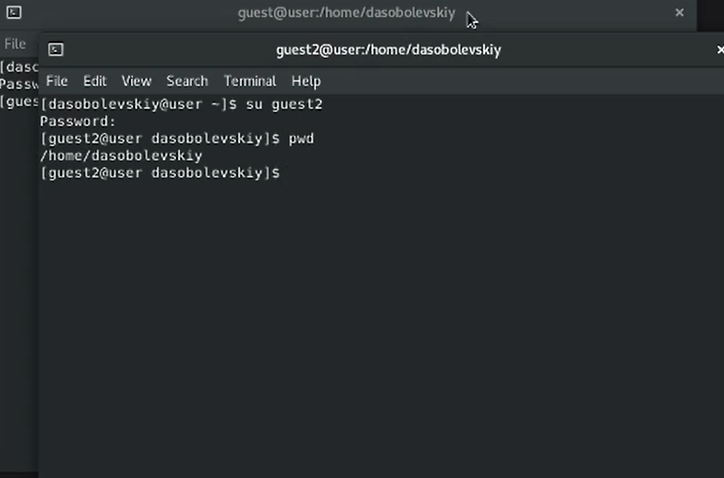 guest@user:/home/dasobolevskiy
File
[dasc
Passw
[gues
guest2@user:/home/dasobolevskiy
File Edit View Search Terminal Help
[dasobolevskiy@user ~]$ su guest2
Password:
[guest2@user dasobolevskiy]$ pwd
/home/dasobolevskiy
[guest2@user dasobolevskiy]$